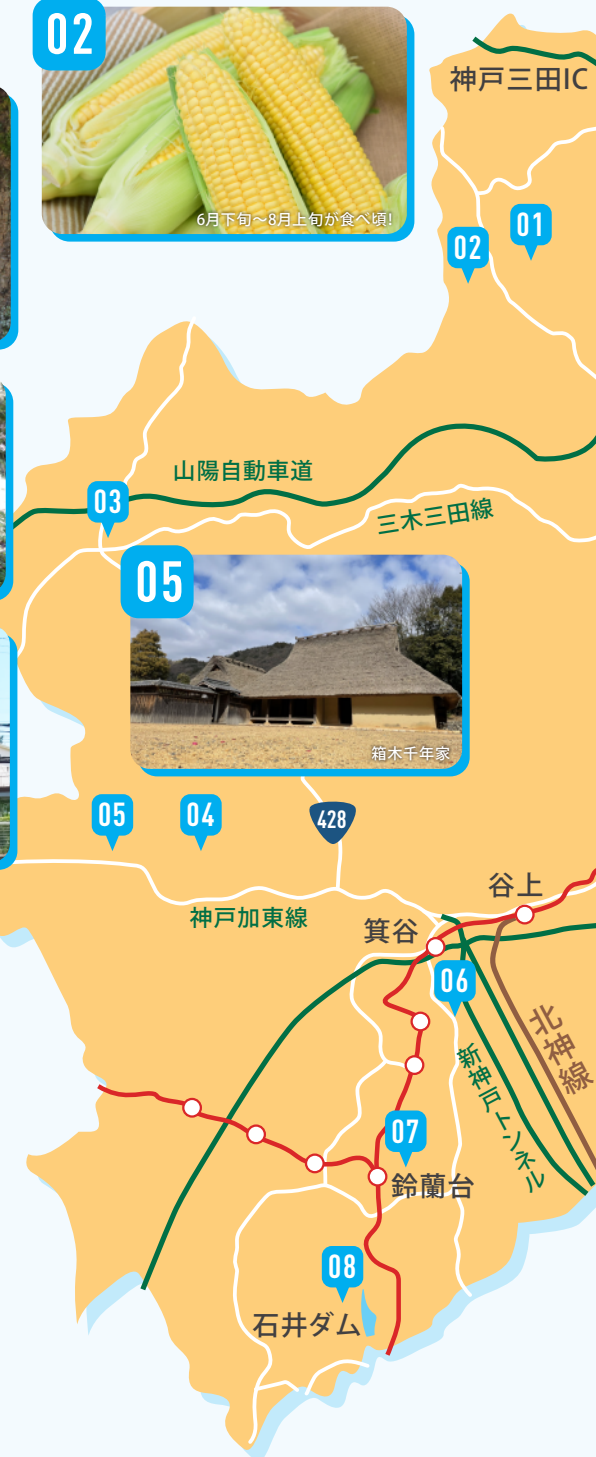 02
6月下旬〜8月上旬が食べ頃!
神戸三田IC
01
02
山陽自動車道
03
三木三田線
05
箱木千年家
05
04
428
谷上
神戸加東線
箕谷
06
北神線
新神戸トンネル
07
鈴蘭台
08
石井ダム